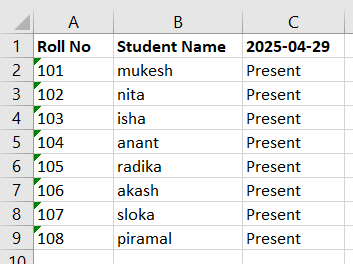 A B C
1 Roll No Student Name 2025-04-29
2 101 mukesh Present
3 102 nita Present
4 103 isha Present
5 104 anant Present
6 105 radika Present
7 106 akash Present
8 107 sloka Present
9 108 piramal Present
10